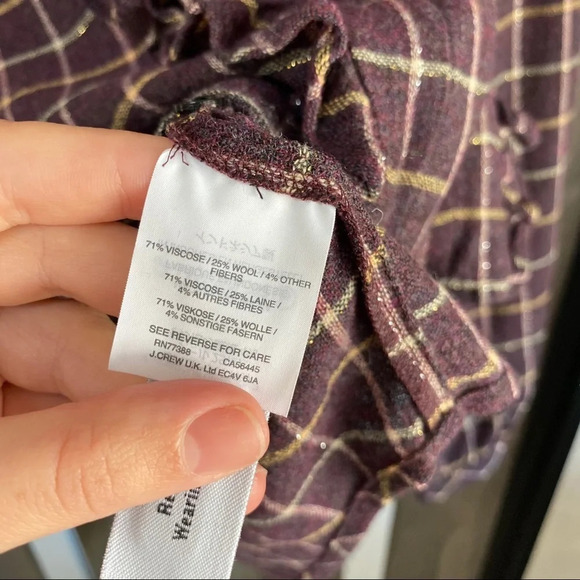 71% VISCOSE / 25% WOOL / 4% OTHER
FIBERS
71% VISCOSE / 25% LAINE /
4% AUTRES FIBRES
71% VISKOSE / 25% WOLLE /
4% SONSTIGE FASERN
SEE REVERSE FOR CARE
RN77388 CA56445
J.CREW U.K. Ltd EC4V 6JA